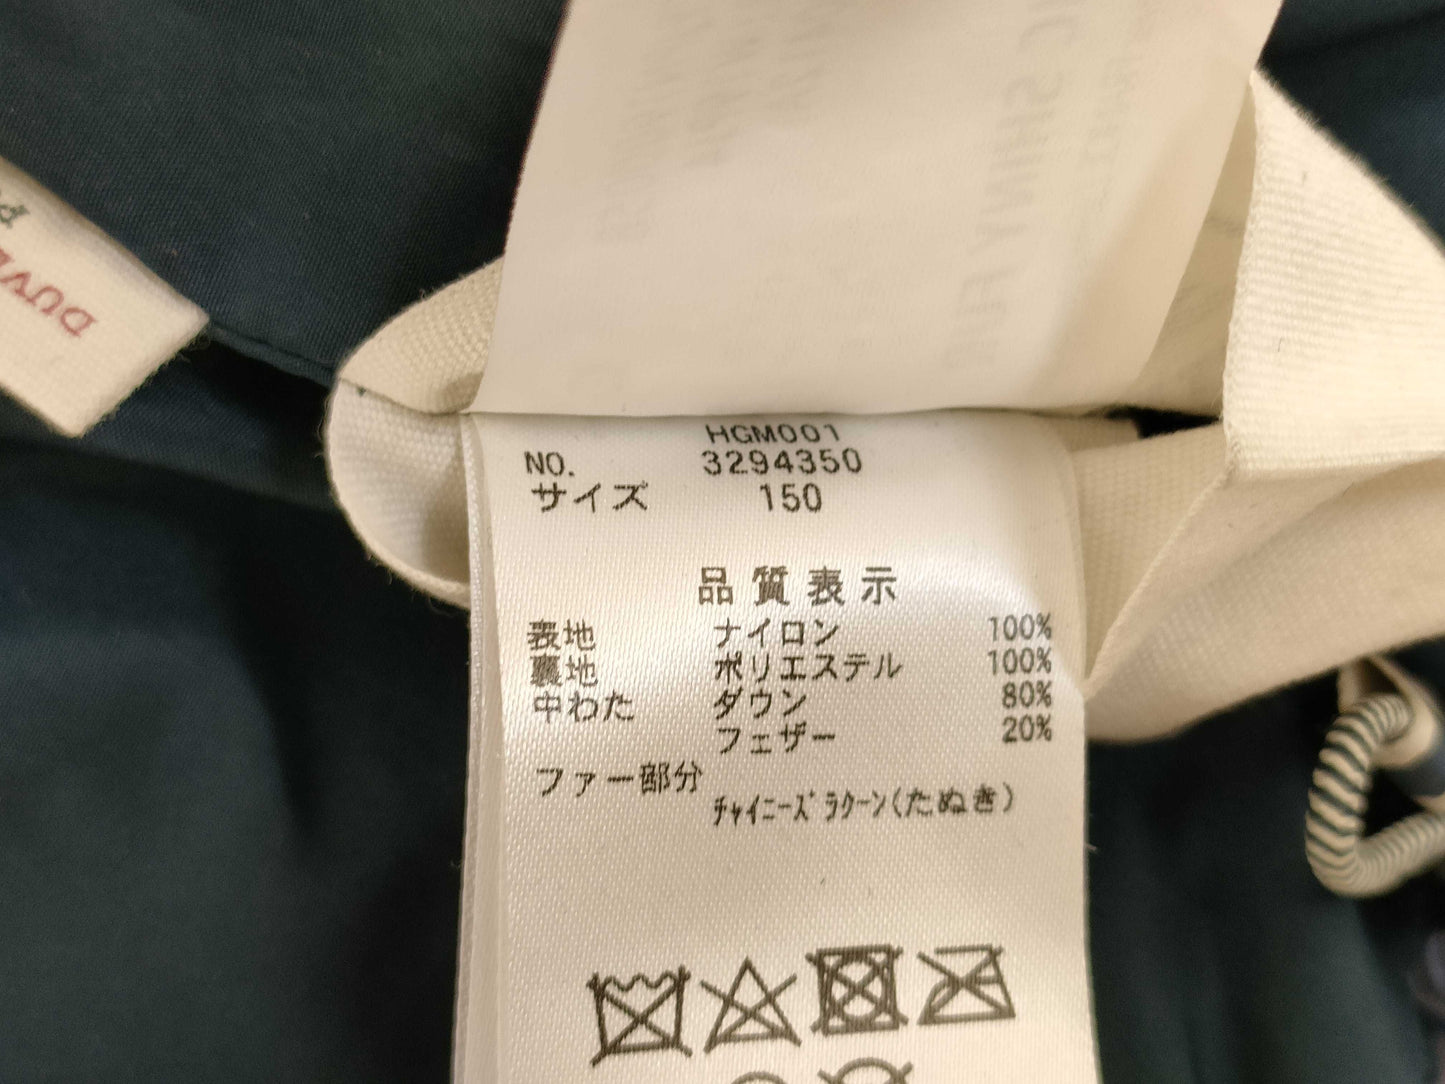 DUVE
HGM001
NO. 3294350
サイズ 150
品質表示
表地 ナイロン 100%
裏地 ポリエステル 100%
中わた ダウン 80%
フェザー 20%
ファー部分
ﾁｬｲﾆｰｽﾞ ﾗｸｰﾝ(たぬき)